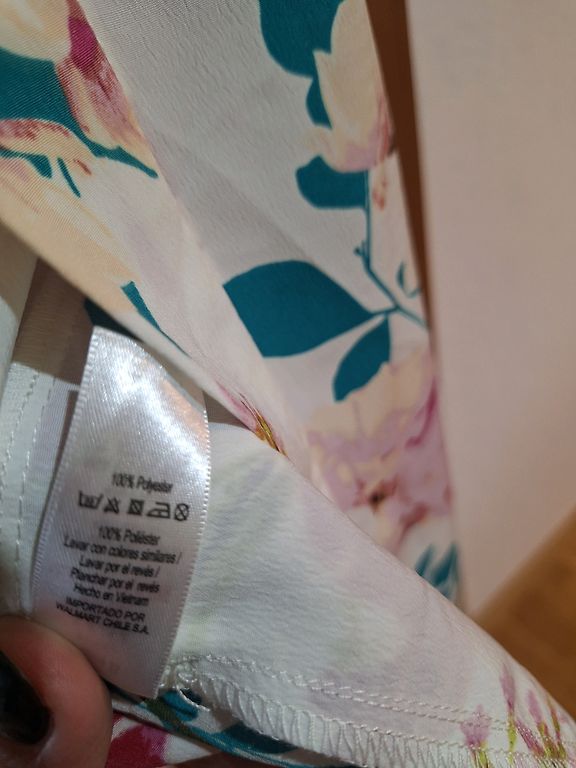 100% Polyester
100% Poliéster
Lavar con colores similares /
Lavar por el revés /
Planchar por el revés
Hecho en Vietnam
IMPORTADO POR
WALMART CHILE S.A.